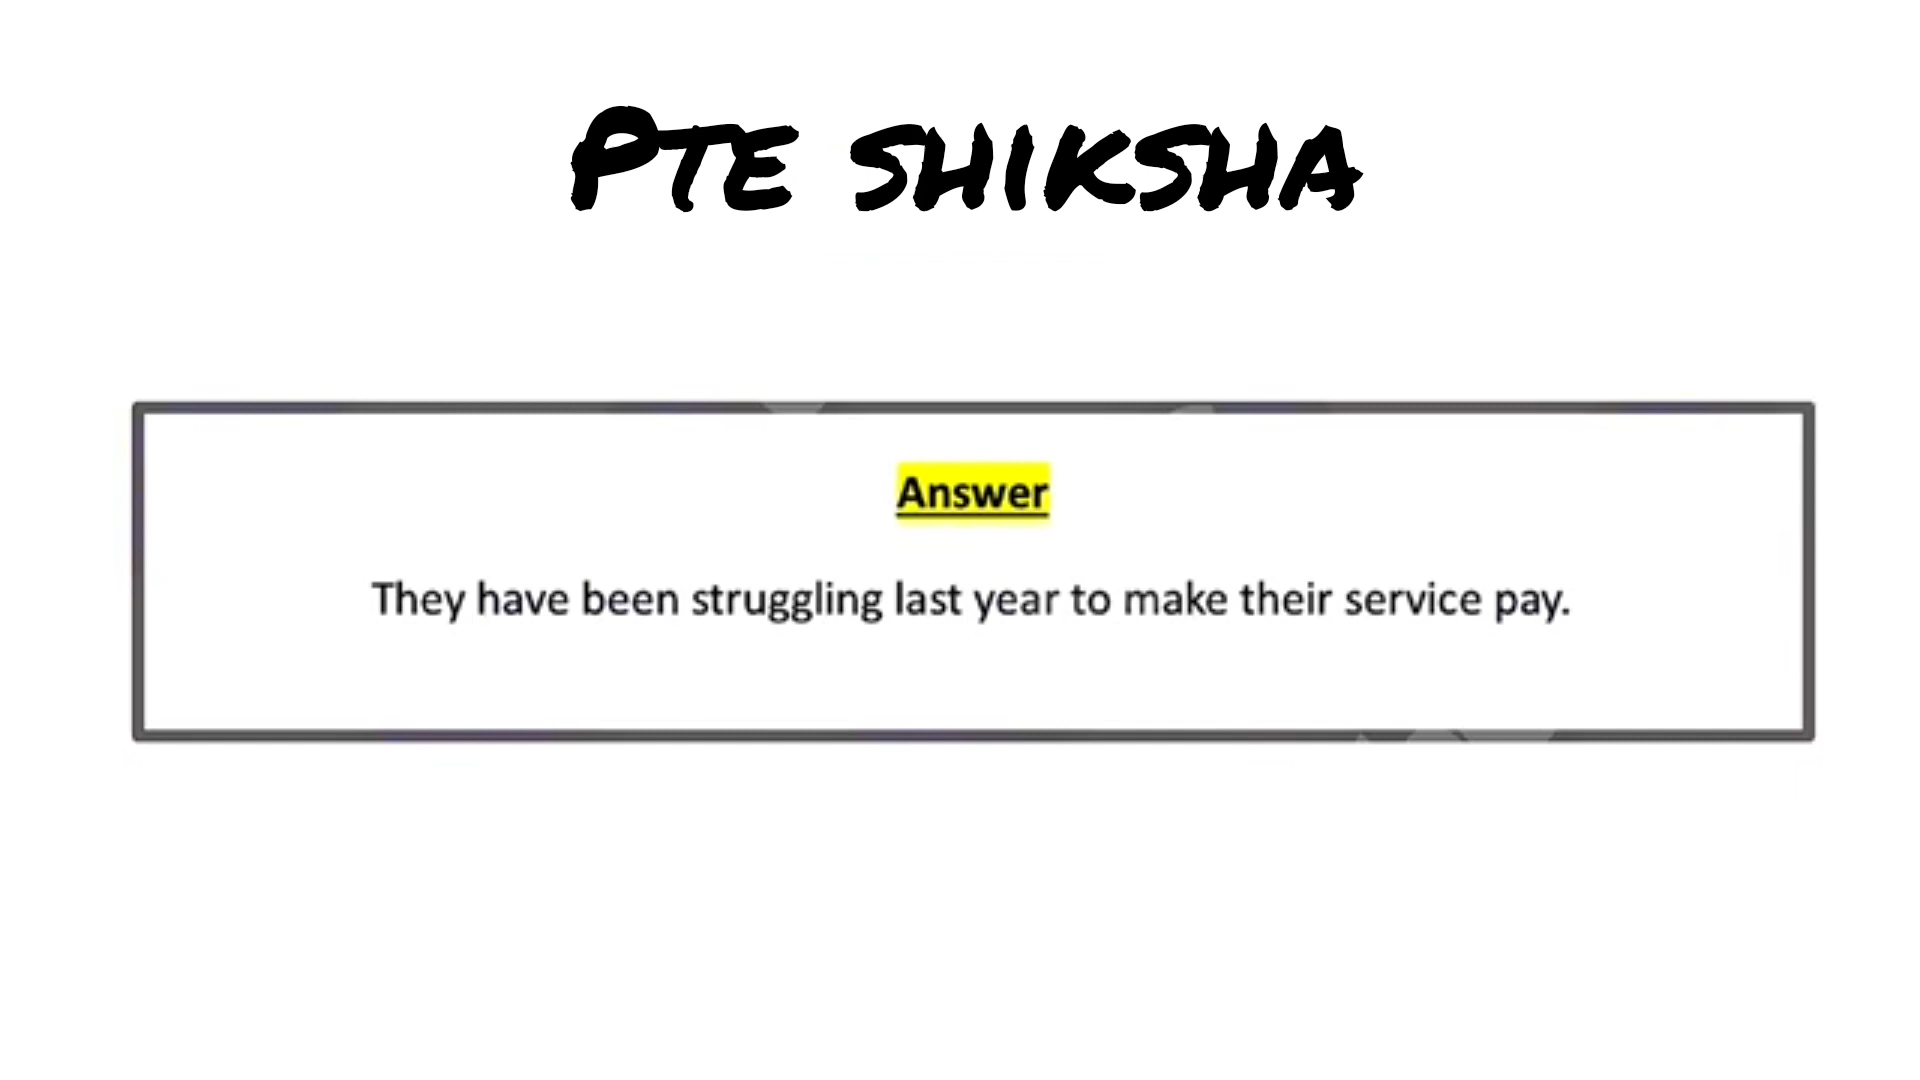 Pte shiksha
Answer
They have been struggling last year to make their service pay.